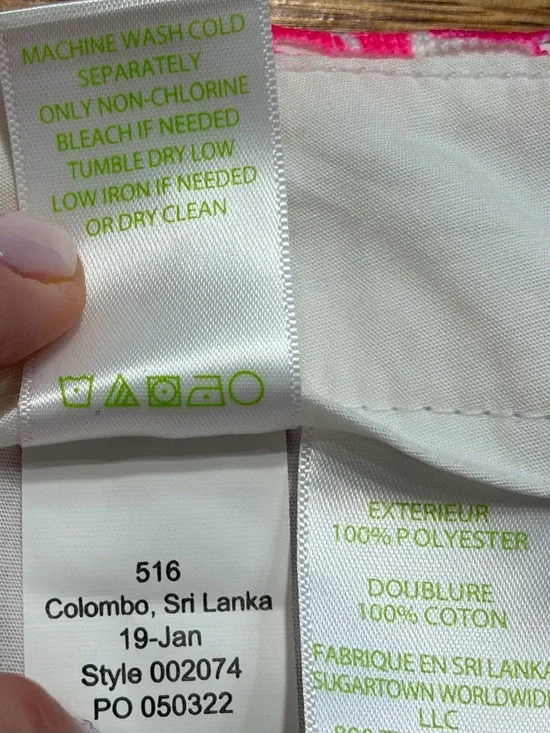 MACHINE WASH COLD
SEPARATELY
ONLY NON-CHLORINE
BLEACH IF NEEDED
TUMBLE DRY LOW
LOW IRON IF NEEDED
OR DRY CLEAN
516
Colombo, Sri Lanka
19-Jan
Style 002074
PO 050322
EXTERIEUR
100% POLYESTER
DOUBLURE
100% COTON
FABRIQUE EN SRI LANKA
SUGARTOWN WORLDWIDE
LLC